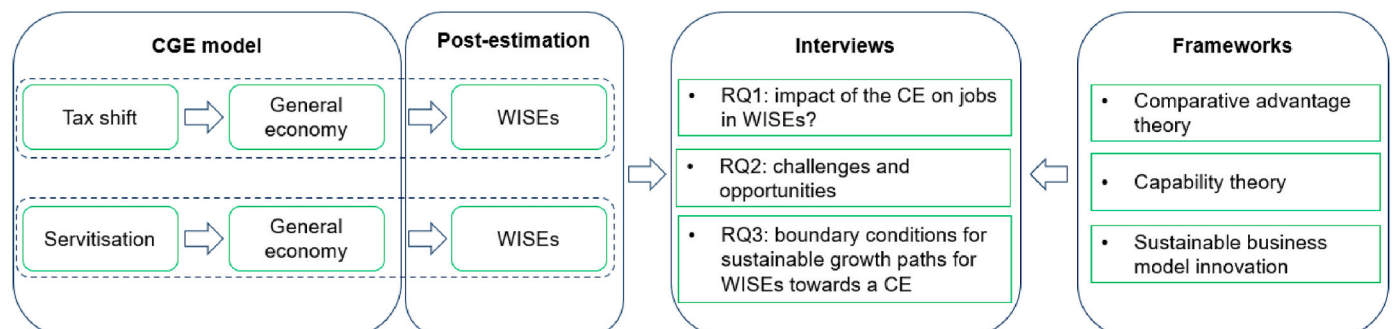 CGE model
Tax shift
General
economy
Servitisation
General
economy
Post-estimation
WISEs
WISEs
Interviews
• RQ1: impact of the CE on jobs
in WISEs?
• RQ2: challenges and
opportunities
• RQ3: boundary conditions for
sustainable growth paths for
WISEs towards a CE
Frameworks
• Comparative advantage
theory
• Capability theory
• Sustainable business
model innovation